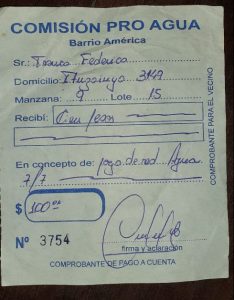 COMISIÓN PRO AGUA
Barrio América
Sr.: Federico
Domicilio: Ituzaingo
Manzana: 9 Lote 15
Recibí: Cien pesos
En concepto de: pago de red Agua
7/7
$ 100.00
Nº 3754
firma y aclaración
COMPROBANTE DE PAGO A CUENTA
COMPROBANTE PARA EL VECINO